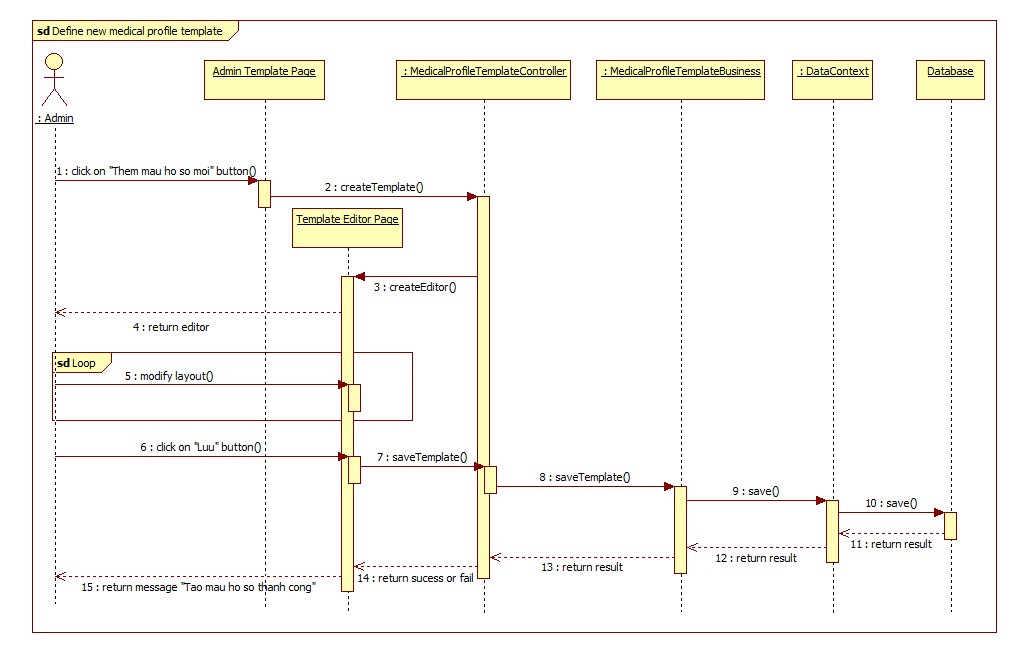 sd Define new medical profile template
Admin Template Page
: MedicalProfileTemplateController
: MedicalProfileTemplateBusiness
: DataContext
Database
: Admin
1 : click on "Them mau ho so moi" button()
2 : createTemplate()
Template Editor Page
3 : createEditor()
4 : return editor
sd Loop
5 : modify layout()
6 : click on "Luu" button()
7 : saveTemplate()
8 : saveTemplate()
9 : save()
10 : save()
11 : return result
12 : return result
13 : return result
14 : return sucess or fail
15 : return message "Tao mau ho so thanh cong"